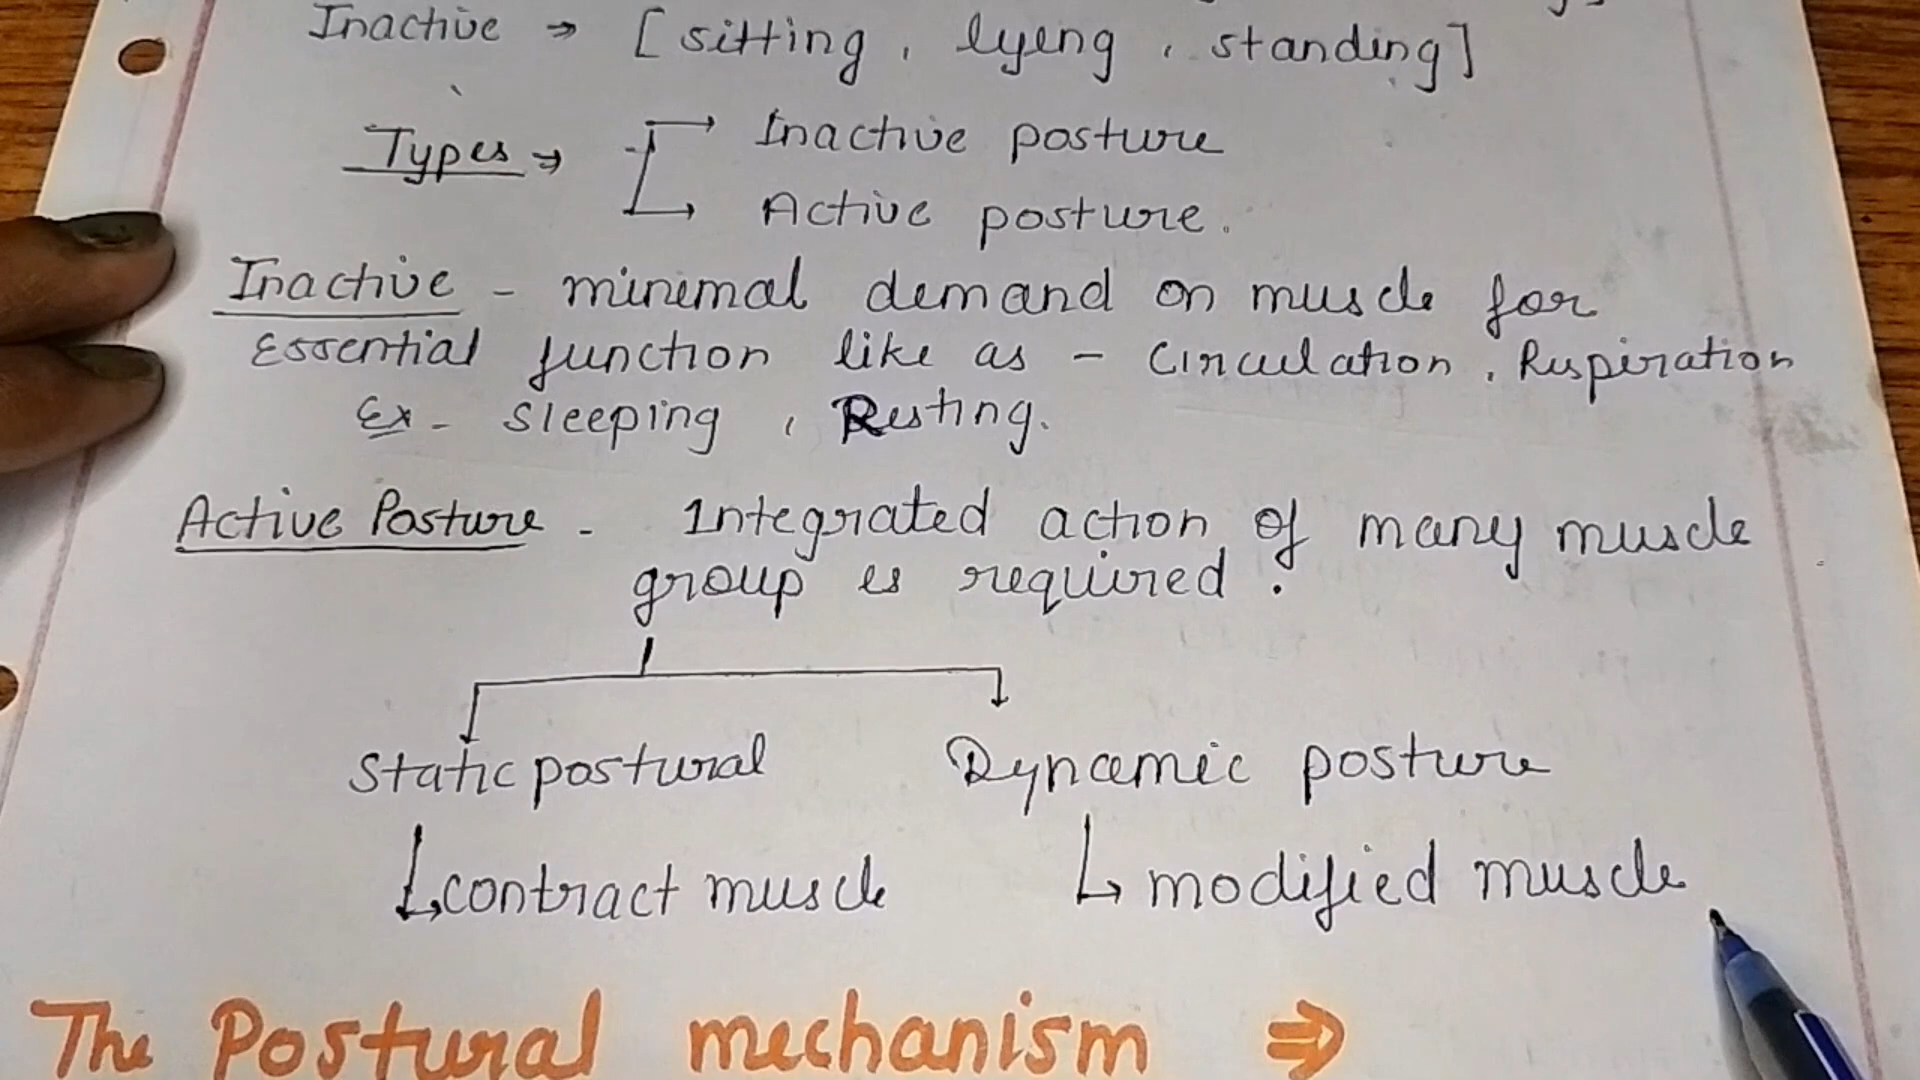 Inactive → [sitting, lyeng, standing]
Types → Inactive posture
Active posture.
Inactive - minimal demand on muscle for
Essential function like as - Circulation, Respiration
Ex - sleeping, Resting.
Active Posture - Integrated action of many muscle
group is required.
Static postural Dynamic posture
contract muscle modified muscle
The Postural mechanism ⇒